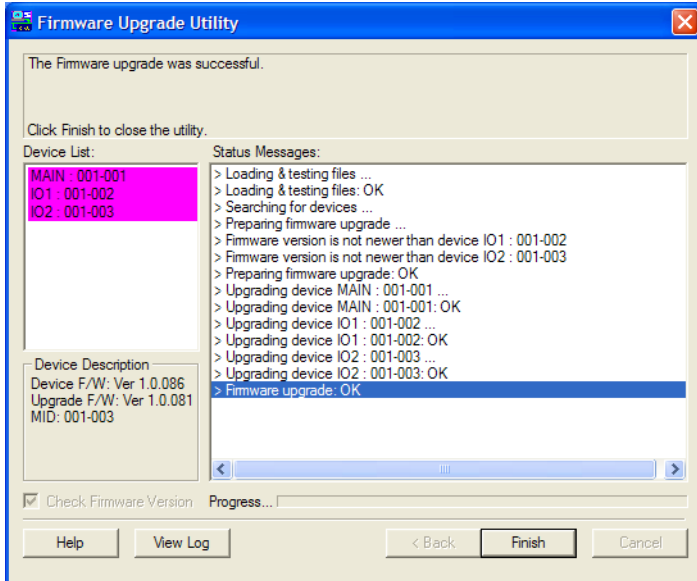 Firmware Upgrade Utility
The Firmware upgrade was successful.
Click Finish to close the utility.
Device List:
MAIN : 001-001
IO1 : 001-002
IO2 : 001-003
Status Messages:
> Loading & testing files ...
> Loading & testing files: OK
> Searching for devices ...
> Preparing firmware upgrade ...
> Firmware version is not newer than device IO1 : 001-002
> Firmware version is not newer than device IO2 : 001-003
> Preparing firmware upgrade: OK
> Upgrading device MAIN : 001-001 ...
> Upgrading device MAIN : 001-001: OK
> Upgrading device IO1 : 001-002 ...
> Upgrading device IO1 : 001-002: OK
> Upgrading device IO2 : 001-003 ...
> Upgrading device IO2 : 001-003: OK
> Firmware upgrade: OK
Device Description
Device F/W: Ver 1.0.086
Upgrade F/W: Ver 1.0.081
MID: 001-003
Check Firmware Version
Progress...
Help
View Log
< Back
Finish
Cancel